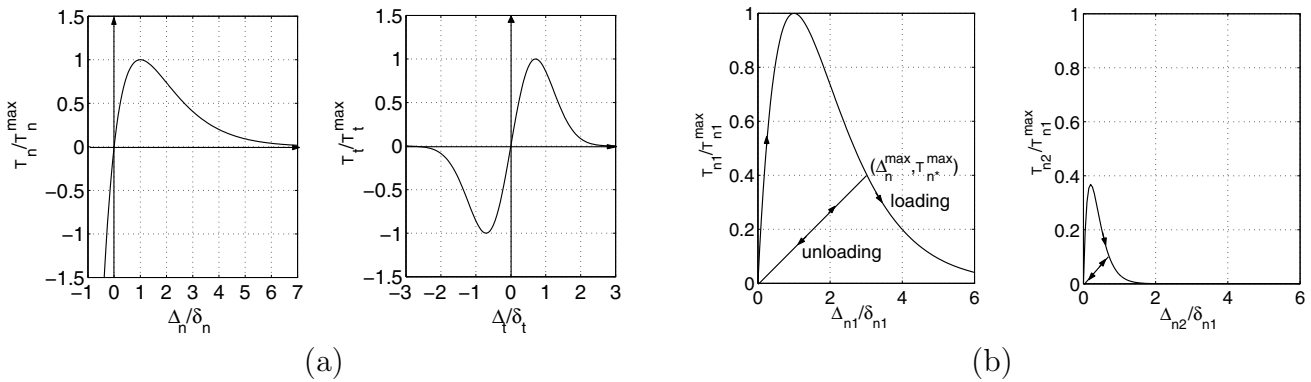 1.5
1
0.5
0
−0.5
−1
−1.5
−1 0 1 2 3 4 5 6 7
T_n/T_n^max
Δ_n/δ_n
1.5
1
0.5
0
−0.5
−1
−1.5
−3 −2 −1 0 1 2 3
T_t/T_t^max
Δ_t/δ_t
(a)
1
0.8
0.6
0.4
0.2
0
0 2 4 6
T_n1/T_n1^max
Δ_n1/δ_n1
(Δ_n^max,T_n*^max)
loading
unloading
1
0.8
0.6
0.4
0.2
0
0 2 4 6
T_n2/T_n1^max
Δ_n2/δ_n1
(b)